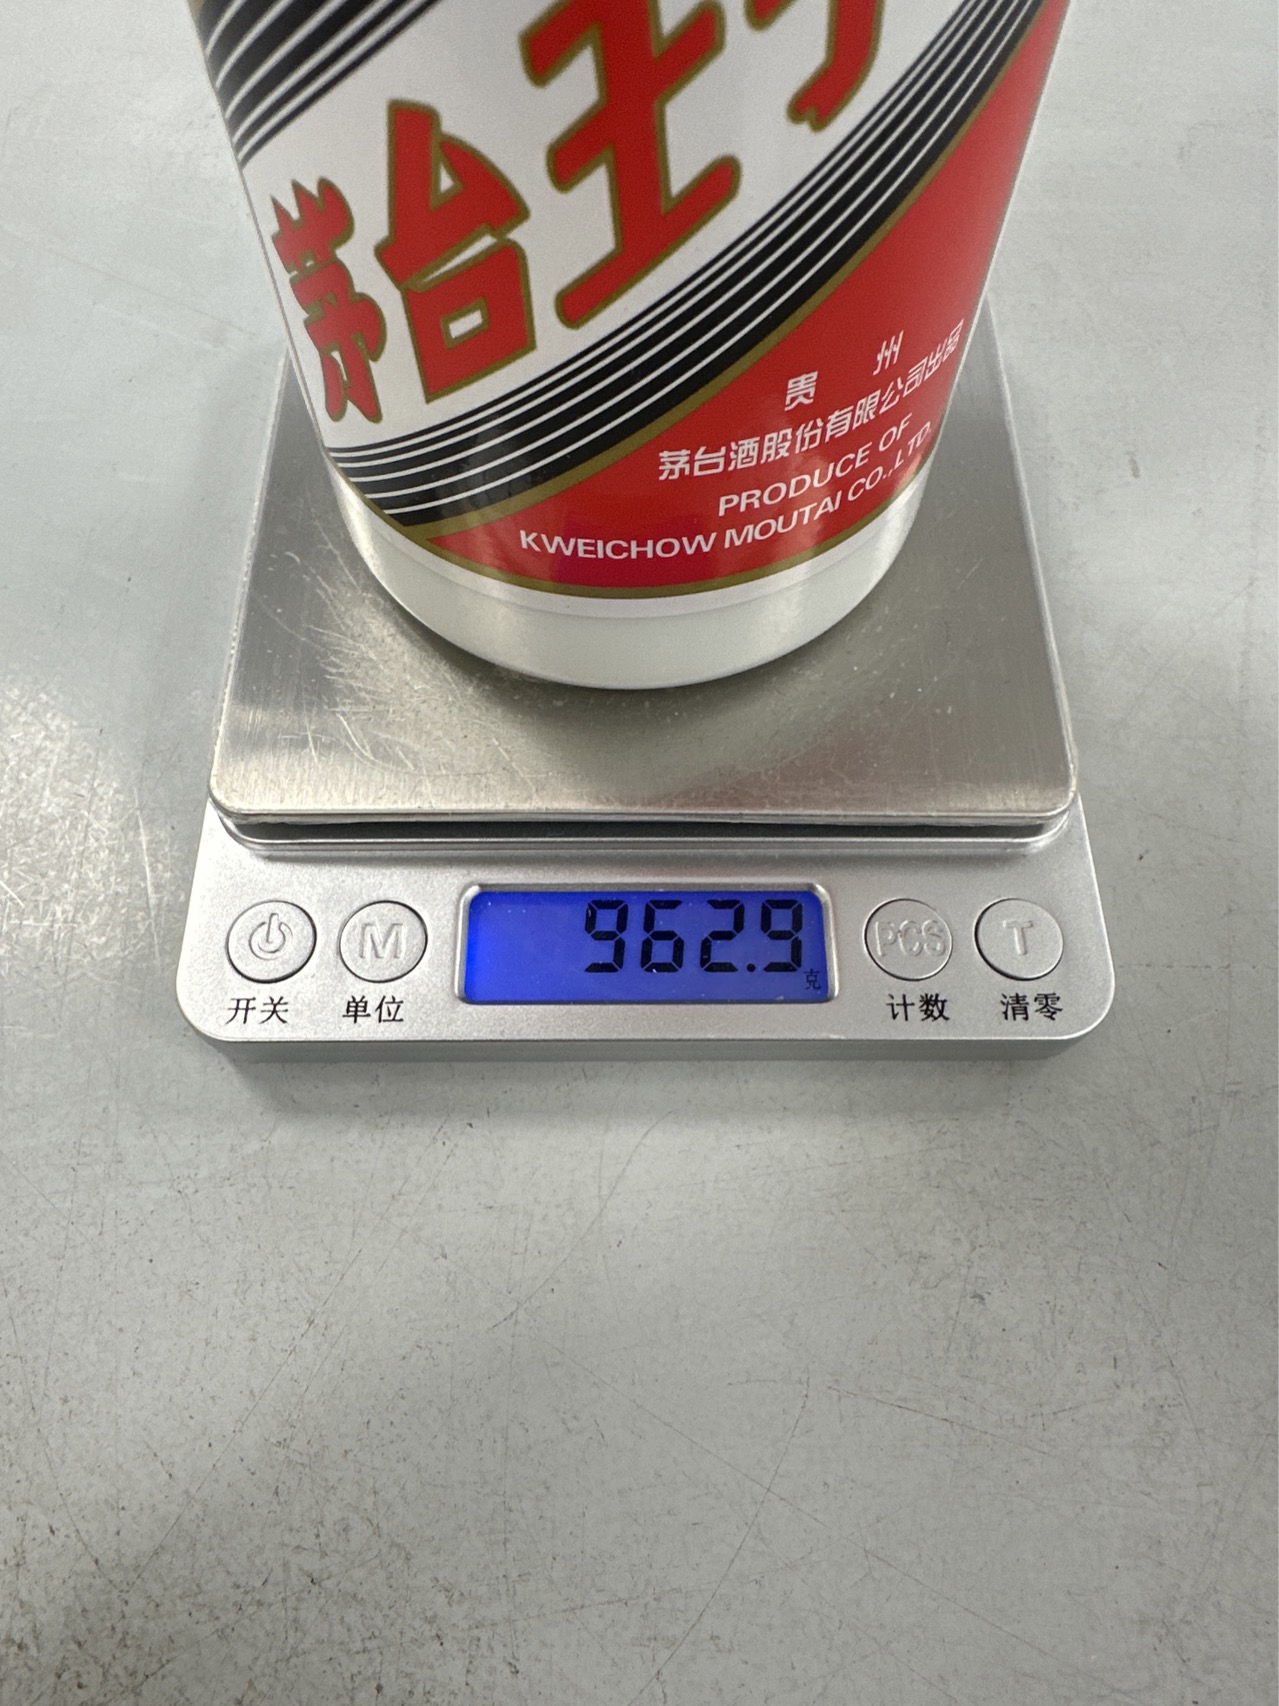 茅台王子
贵州
茅台酒股份有限公司出品
PRODUCE OF
KWEICHOW MOUTAI CO.,LTD.
962.9
克
M
PCS
T
开关
单位
计数
清零